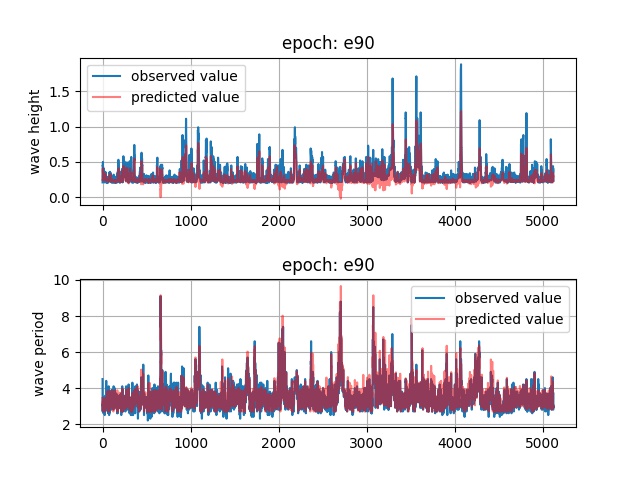 epoch: e90
observed value
predicted value
wave height
1.5
1.0
0.5
0.0
0 1000 2000 3000 4000 5000
epoch: e90
observed value
predicted value
wave period
10
8
6
4
2
0 1000 2000 3000 4000 5000